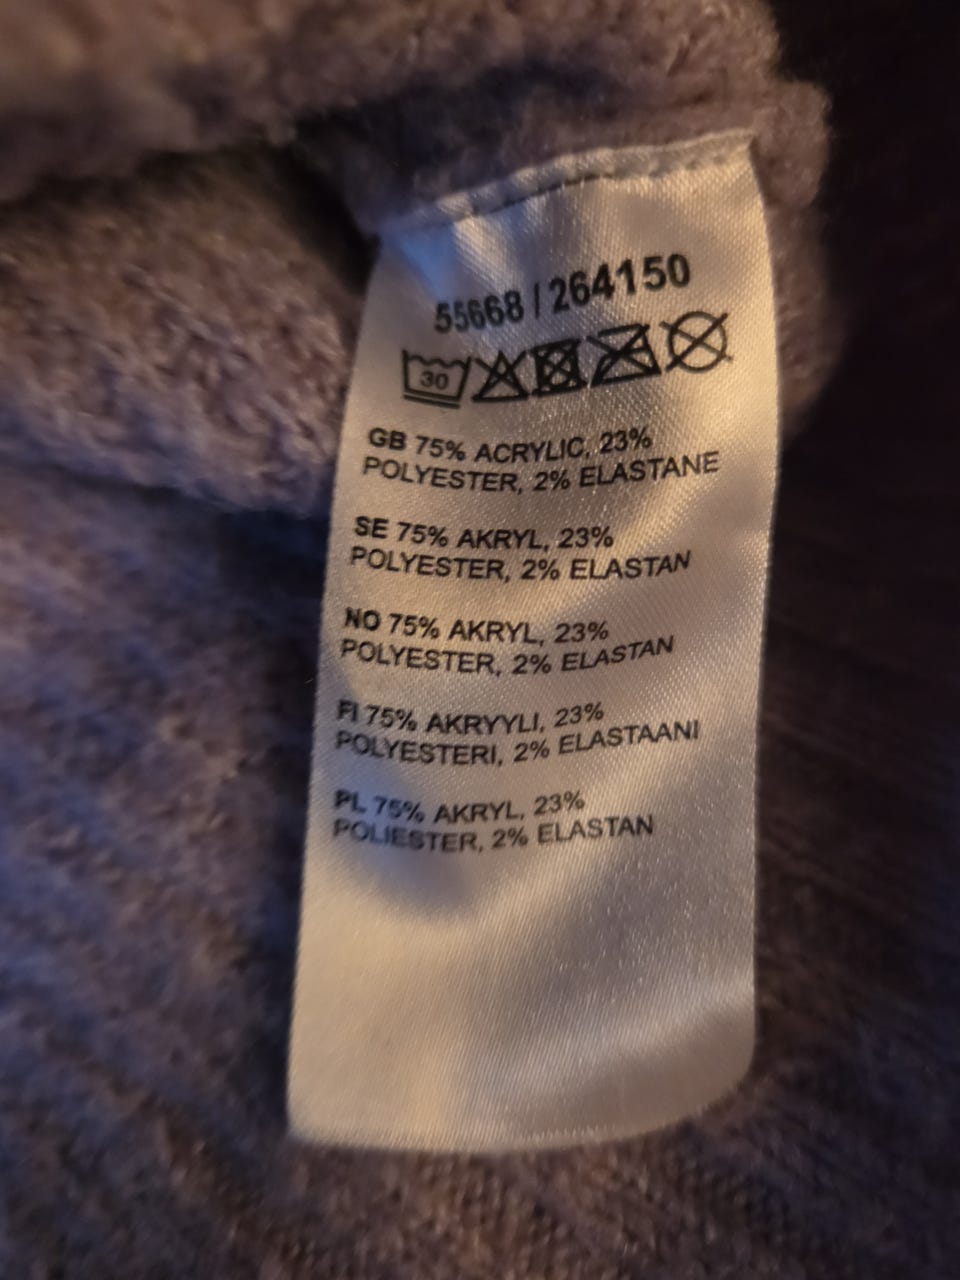 55668 / 264150
30
GB 75% ACRYLIC, 23%
POLYESTER, 2% ELASTANE
SE 75% AKRYL, 23%
POLYESTER, 2% ELASTAN
NO 75% AKRYL, 23%
POLYESTER, 2% ELASTAN
FI 75% AKRYYLI, 23%
POLYESTERI, 2% ELASTAANI
PL 75% AKRYL, 23%
POLIESTER, 2% ELASTAN